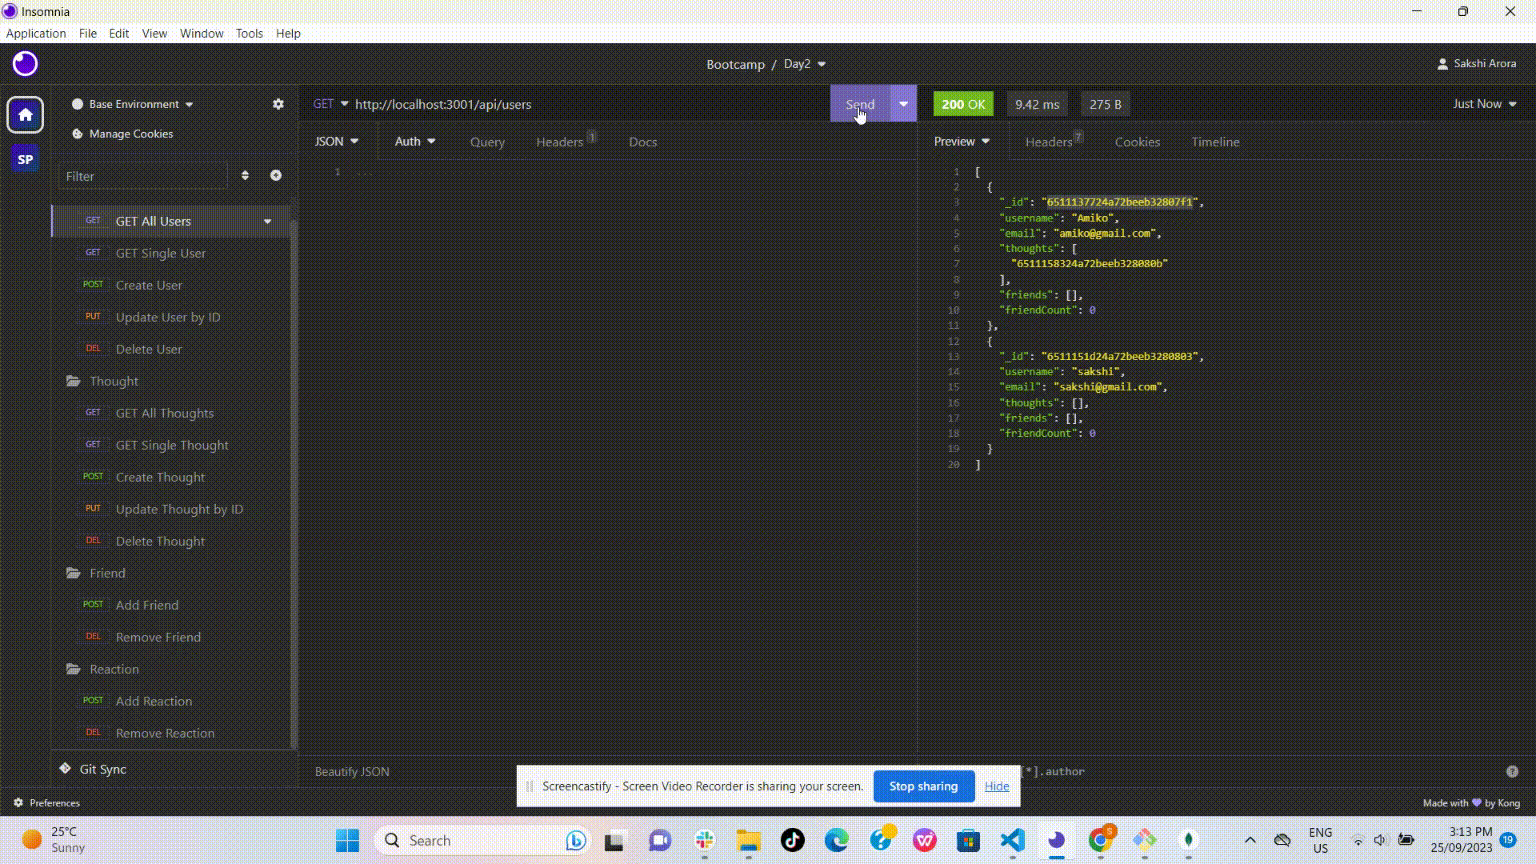 Insomnia
Application File Edit View Window Tools Help
Bootcamp / Day2
Sakshi Arora
Base Environment
Manage Cookies
SP
Filter
GET GET All Users
GET GET Single User
POST Create User
PUT Update User by ID
DEL Delete User
Thought
GET GET All Thoughts
GET GET Single Thought
POST Create Thought
PUT Update Thought by ID
DEL Delete Thought
Friend
POST Add Friend
DEL Remove Friend
Reaction
POST Add Reaction
DEL Remove Reaction
Git Sync
Preferences
GET http://localhost:3001/api/users
Send
JSON Auth Query Headers 1 Docs
1 ...
Beautify JSON
200 OK 9.42 ms 275 B Just Now
Preview Headers 7 Cookies Timeline
1 [
2 {
3 "_id": "6511137724a72beeb32807f1",
4 "username": "Amiko",
5 "email": "amiko@gmail.com",
6 "thoughts": [
7 "6511158324a72beeb328080b"
8 ],
9 "friends": [],
10 "friendCount": 0
11 },
12 {
13 "_id": "6511151d24a72beeb3280803",
14 "username": "sakshi",
15 "email": "sakshi@gmail.com",
16 "thoughts": [],
17 "friends": [],
18 "friendCount": 0
19 }
20 ]
[*].author
Made with by Kong
Screencastify - Screen Video Recorder is sharing your screen. Stop sharing Hide
25°C
Sunny
Search
5
ENG
US
3:13 PM
25/09/2023
19